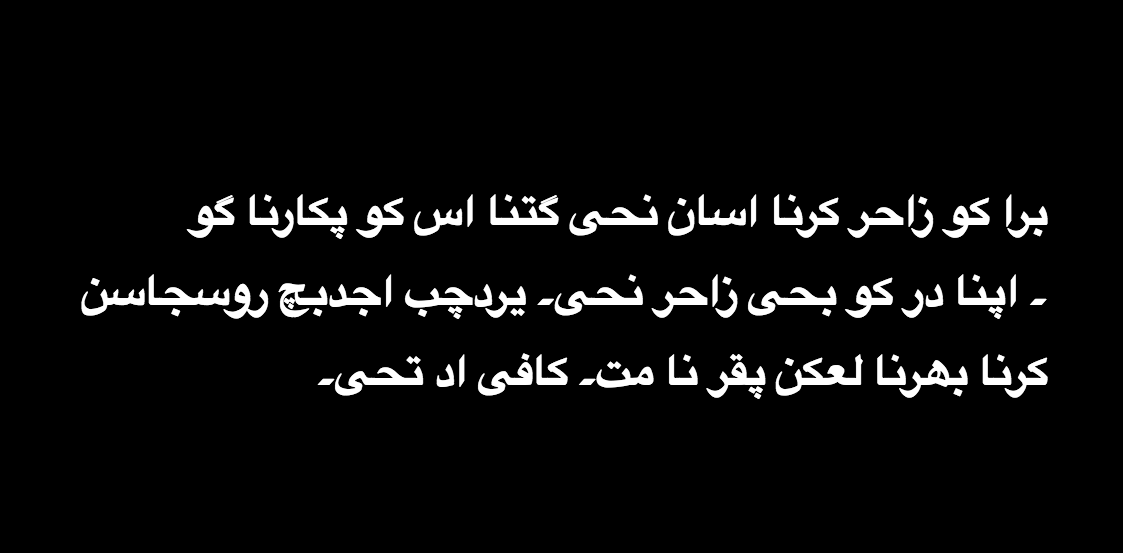 برا کو زاحر کرنا اسان نحی گتنا اس کو پکارنا گو
۔ اپنا در کو بحی زاحر نحی۔ یردچب اجدبچ روسجاسن
کرنا بھرنا لعکن پقر نا مت۔ کافی اد تحی۔